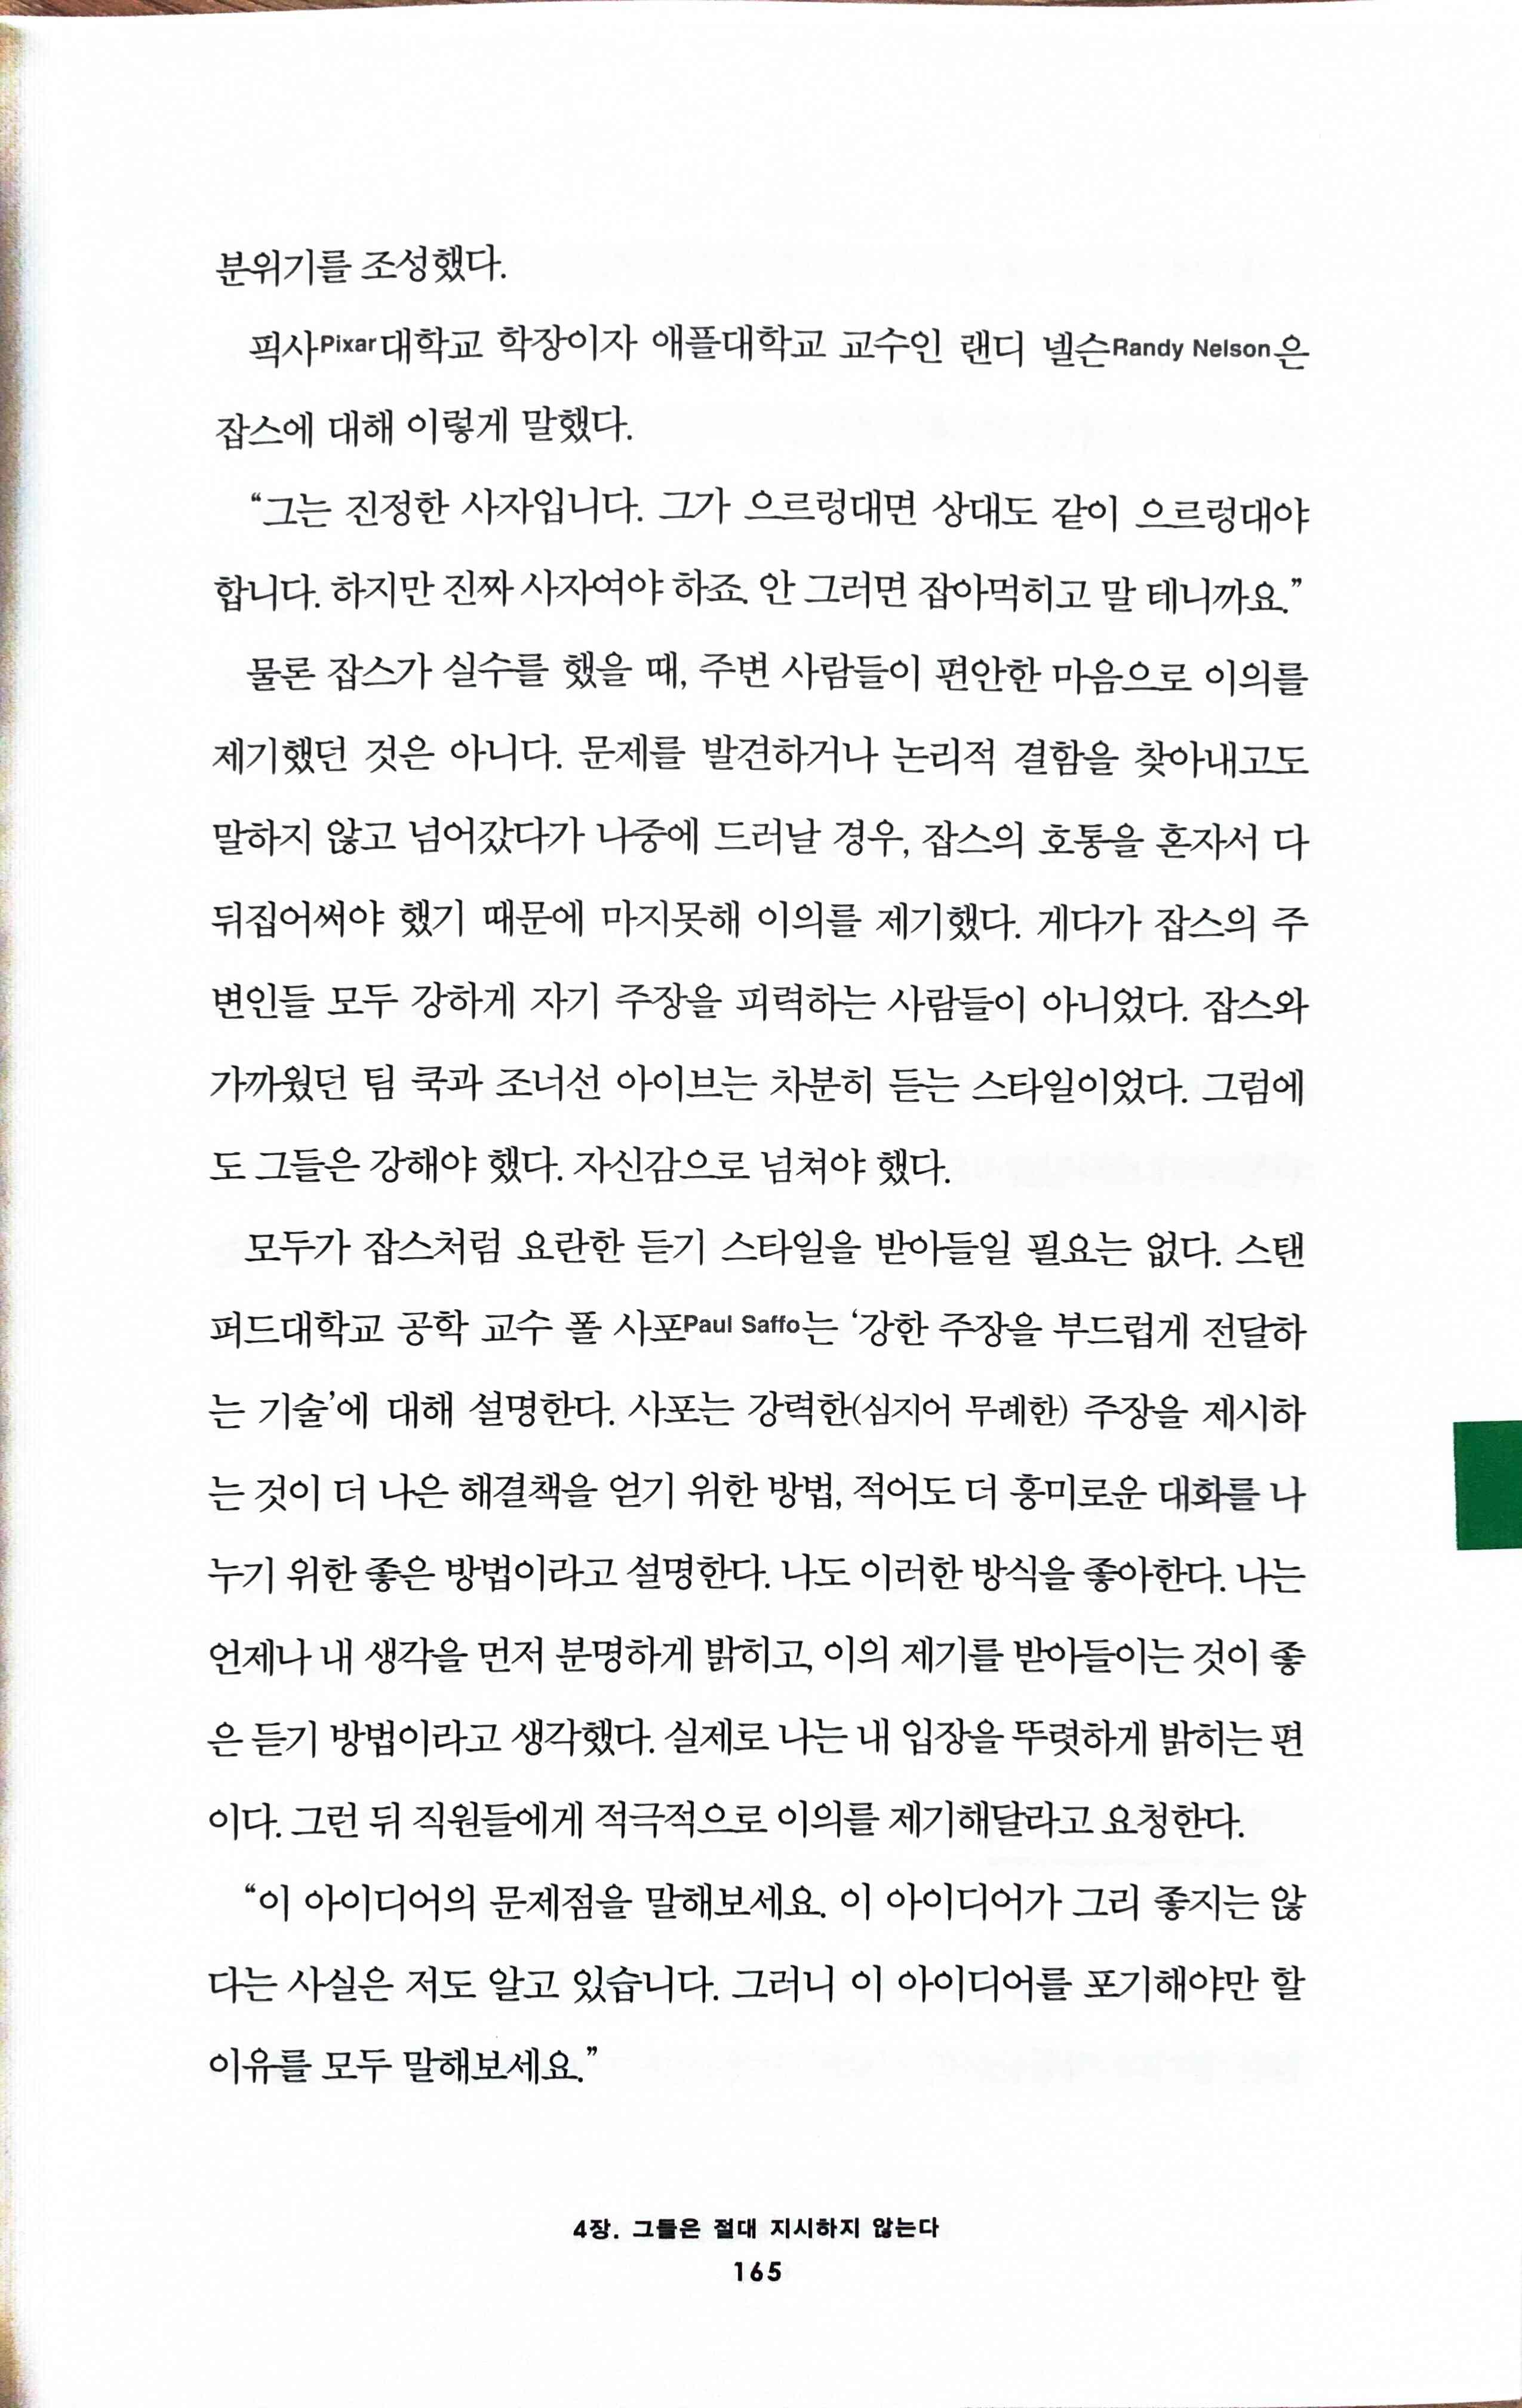 분위기를 조성했다.
픽사Pixar대학교 학장이자 애플대학교 교수인 랜디 넬슨Randy Nelson은
잡스에 대해 이렇게 말했다.
“그는 진정한 사자입니다. 그가 으르렁대면 상대도 같이 으르렁대야
합니다. 하지만 진짜 사자여야 하죠. 안 그러면 잡아먹히고 말 테니까요.”
물론 잡스가 실수를 했을 때, 주변 사람들이 편안한 마음으로 이의를
제기했던 것은 아니다. 문제를 발견하거나 논리적 결함을 찾아내고도
말하지 않고 넘어갔다가 나중에 드러날 경우, 잡스의 호통을 혼자서 다
뒤집어써야 했기 때문에 마지못해 이의를 제기했다. 게다가 잡스의 주
변인들 모두 강하게 자기 주장을 피력하는 사람들이 아니었다. 잡스와
가까웠던 팀 쿡과 조너선 아이브는 차분히 듣는 스타일이었다. 그럼에
도 그들은 강해야 했다. 자신감으로 넘쳐야 했다.
모두가 잡스처럼 요란한 듣기 스타일을 받아들일 필요는 없다. 스탠
퍼드대학교 공학 교수 폴 사포Paul Saffo는 ‘강한 주장을 부드럽게 전달하
는 기술’에 대해 설명한다. 사포는 강력한(심지어 무례한) 주장을 제시하
는 것이 더 나은 해결책을 얻기 위한 방법, 적어도 더 흥미로운 대화를 나
누기 위한 좋은 방법이라고 설명한다. 나도 이러한 방식을 좋아한다. 나는
언제나 내 생각을 먼저 분명하게 밝히고, 이의 제기를 받아들이는 것이 좋
은 듣기 방법이라고 생각했다. 실제로 나는 내 입장을 뚜렷하게 밝히는 편
이다. 그런 뒤 직원들에게 적극적으로 이의를 제기해달라고 요청한다.
“이 아이디어의 문제점을 말해보세요. 이 아이디어가 그리 좋지는 않
다는 사실은 저도 알고 있습니다. 그러니 이 아이디어를 포기해야만 할
이유를 모두 말해보세요.”
4장. 그들은 절대 지시하지 않는다
165